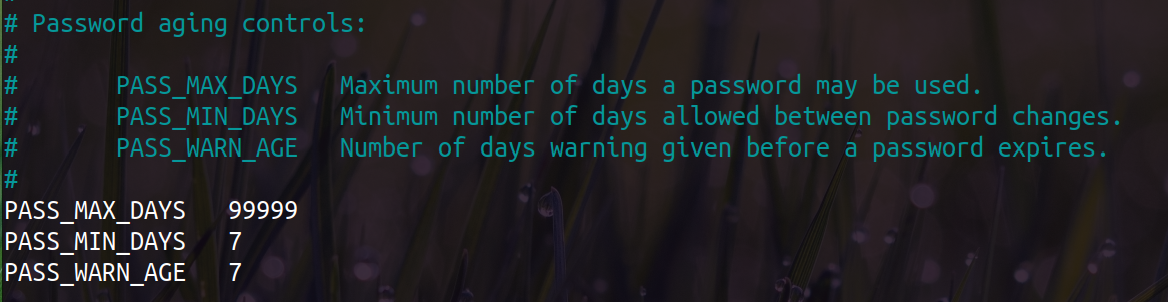 # Password aging controls:
#
#       PASS_MAX_DAYS   Maximum number of days a password may be used.
#       PASS_MIN_DAYS   Minimum number of days allowed between password changes.
#       PASS_WARN_AGE   Number of days warning given before a password expires.
#
PASS_MAX_DAYS   99999
PASS_MIN_DAYS   7
PASS_WARN_AGE   7